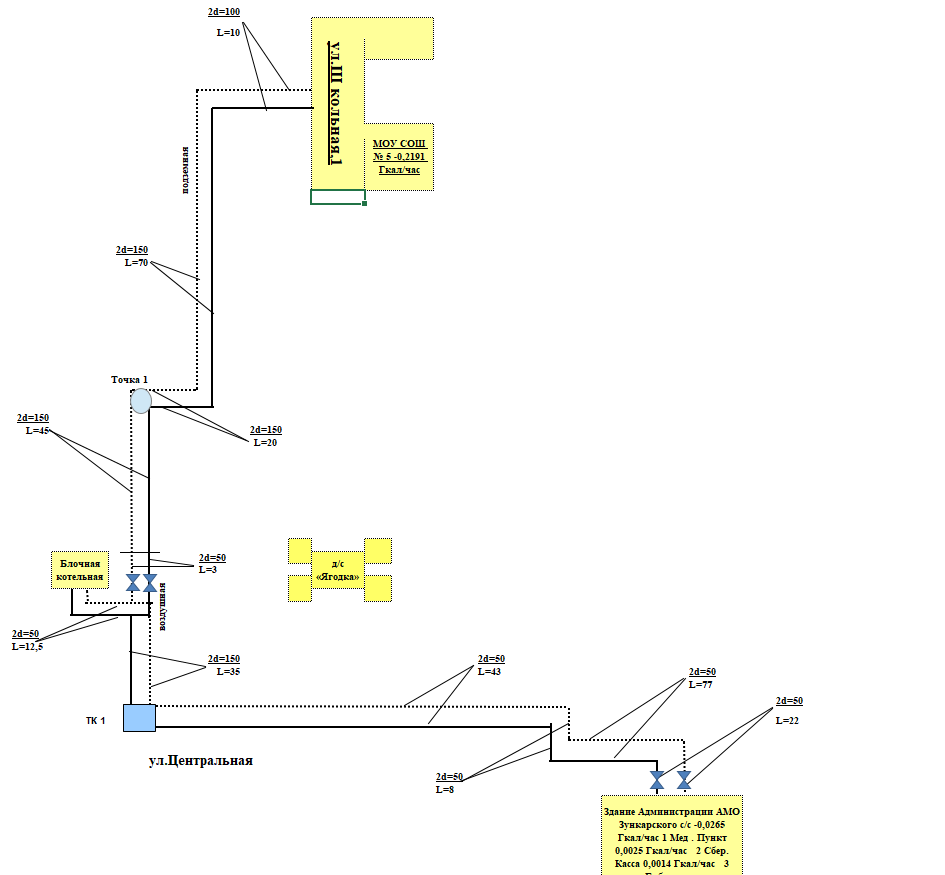 2d=100
L=10
ул.Ш кольная.1
МОУ СОШ
№ 5 -0,2191
Гкал/час
подземная
2d=150
L=70
Точка 1
2d=150
L=45
2d=150
L=20
Блочная
котельная
2d=50
L=3
д/с
«Ягодка»
воздушная
2d=50
L=12,5
2d=150
L=35
2d=50
L=43
2d=50
L=77
2d=50
L=22
ТК 1
ул.Центральная
2d=50
L=8
Здание Администрации АМО
Зункарского с/с -0,0265
Гкал/час 1 Мед . Пункт
0,0025 Гкал/час 2 Сбер.
Касса 0,0014 Гкал/час 3